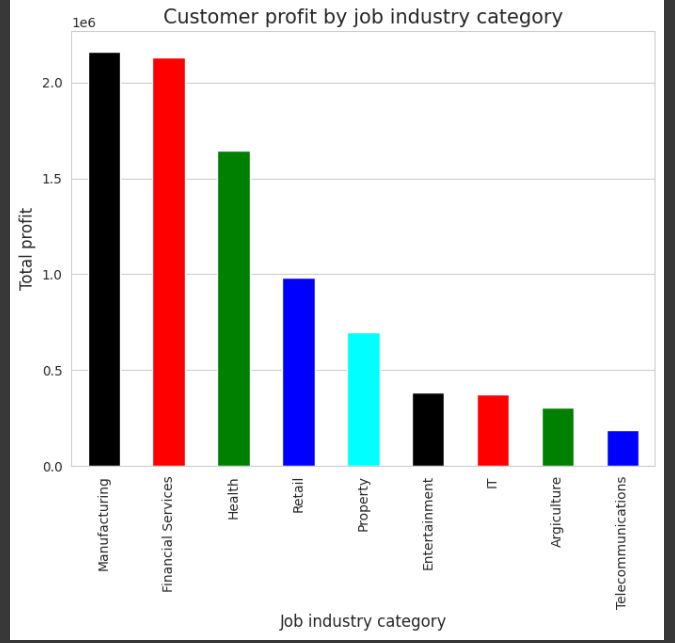 Customer profit by job industry category
1e6
2.0
1.5
1.0
0.5
0.0
Total profit
Manufacturing
Financial Services
Health
Retail
Property
Entertainment
IT
Argiculture
Telecommunications
Job industry category